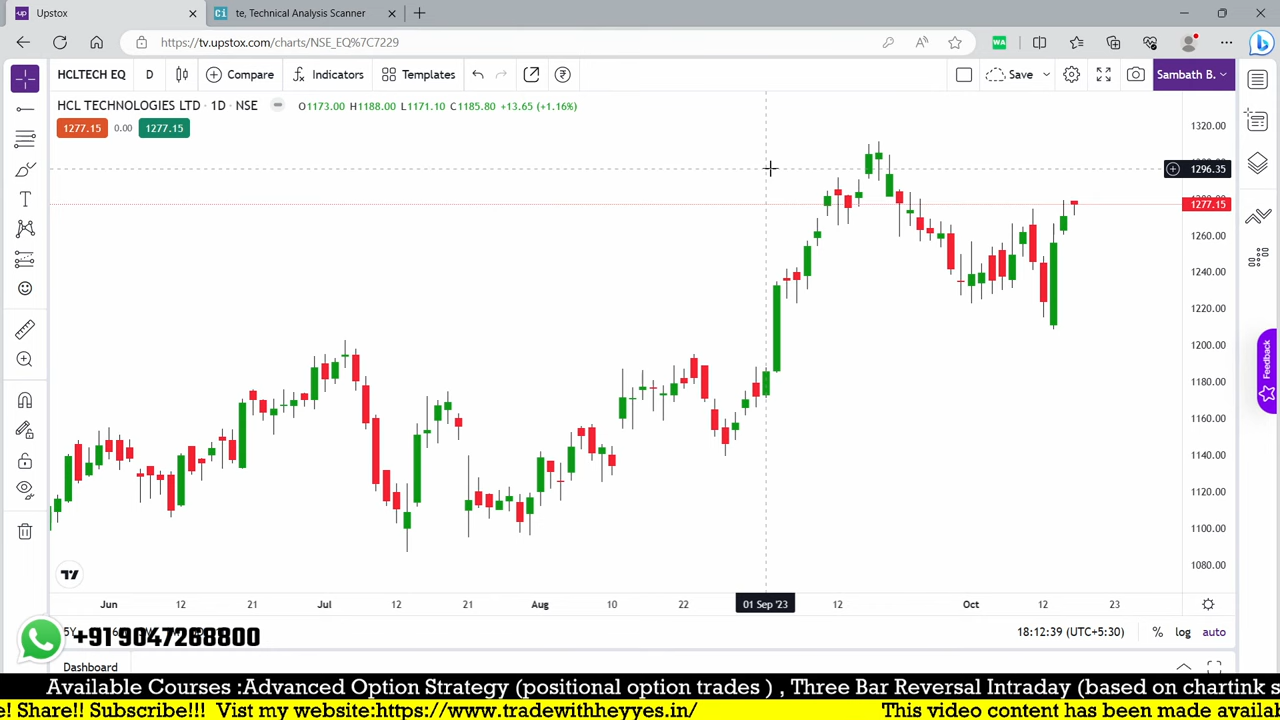 Upstox
te, Technical Analysis Scanner
https://tv.upstox.com/charts/NSE_EQ%7C7229
HCLTECH EQ D Compare Indicators Templates Save Sambath B.
HCL TECHNOLOGIES LTD · 1D · NSE O1173.00 H1188.00 L1171.10 C1185.80 +13.65 (+1.16%)
1277.15 0.00 1277.15
1320.00
1296.35
1277.15
1260.00
1240.00
1220.00
1200.00
1180.00
1160.00
1140.00
1120.00
1100.00
1080.00
Feedback
Jun 12 21 Jul 12 21 Aug 10 22 01 Sep '23 12 Oct 12 23
5Y
+91 9047268800
18:12:39 (UTC+5:30) % log auto
Dashboard
Available Courses :Advanced Option Strategy (positional option trades ) , Three Bar Reversal Intraday (based on chartink s
e! Share!! Subscribe!!! Vist my website:https://www.tradewithheyyes.in/ This video content has been made availab